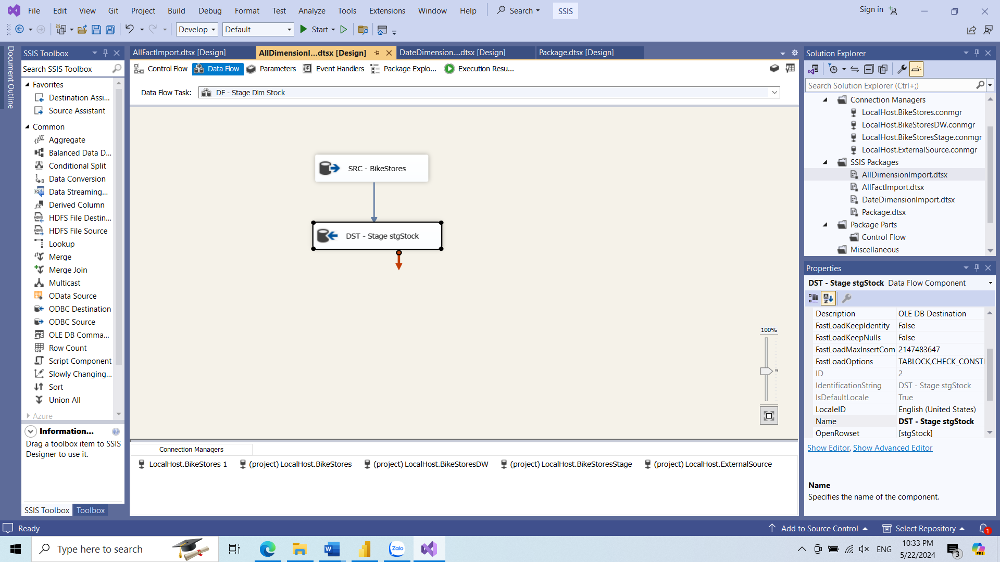 File Edit View Git Project Build Debug Format Test Analyze Tools Extensions Window Help Search SSIS Sign in
Develop Default Start
Document Outline
SSIS Toolbox
Search SSIS Toolbox
Favorites
Destination Assi...
Source Assistant
Common
Aggregate
Balanced Data D...
Conditional Split
Data Conversion
Data Streaming...
Derived Column
HDFS File Destin...
HDFS File Source
Lookup
Merge
Merge Join
Multicast
OData Source
ODBC Destination
ODBC Source
OLE DB Comma...
Row Count
Script Component
Slowly Changing...
Sort
Union All
Azure
Information...
Drag a toolbox item to SSIS
Designer to use it.
SSIS Toolbox Toolbox
AllFactImport.dtsx [Design] AllDimensionI...dtsx [Design] DateDimension....dtsx [Design] Package.dtsx [Design]
Control Flow Data Flow Parameters Event Handlers Package Explo... Execution Resu...
Data Flow Task: DF - Stage Dim Stock
SRC - BikeStores
DST - Stage stgStock
100%
Connection Managers
LocalHost.BikeStores 1 (project) LocalHost.BikeStores (project) LocalHost.BikeStoresDW (project) LocalHost.BikeStoresStage (project) LocalHost.ExternalSource
Solution Explorer
Search Solution Explorer (Ctrl+;)
Connection Managers
LocalHost.BikeStores.conmgr
LocalHost.BikeStoresDW.conmgr
LocalHost.BikeStoresStage.conmgr
LocalHost.ExternalSource.conmgr
SSIS Packages
AllDimensionImport.dtsx
AllFactImport.dtsx
DateDimensionImport.dtsx
Package.dtsx
Package Parts
Control Flow
Miscellaneous
Properties
DST - Stage stgStock Data Flow Component
Description OLE DB Destination
FastLoadKeepIdentity False
FastLoadKeepNulls False
FastLoadMaxInsertCom 2147483647
FastLoadOptions TABLOCK,CHECK_CONSTI
ID 2
IdentificationString DST - Stage stgStock
IsDefaultLocale True
LocaleID English (United States)
Name DST - Stage stgStock
OpenRowset [stgStock]
Show Editor, Show Advanced Editor
Name
Specifies the name of the component.
Ready Add to Source Control Select Repository 1
Type here to search Zalo ENG 10:33 PM
5/22/2024 3 PRE